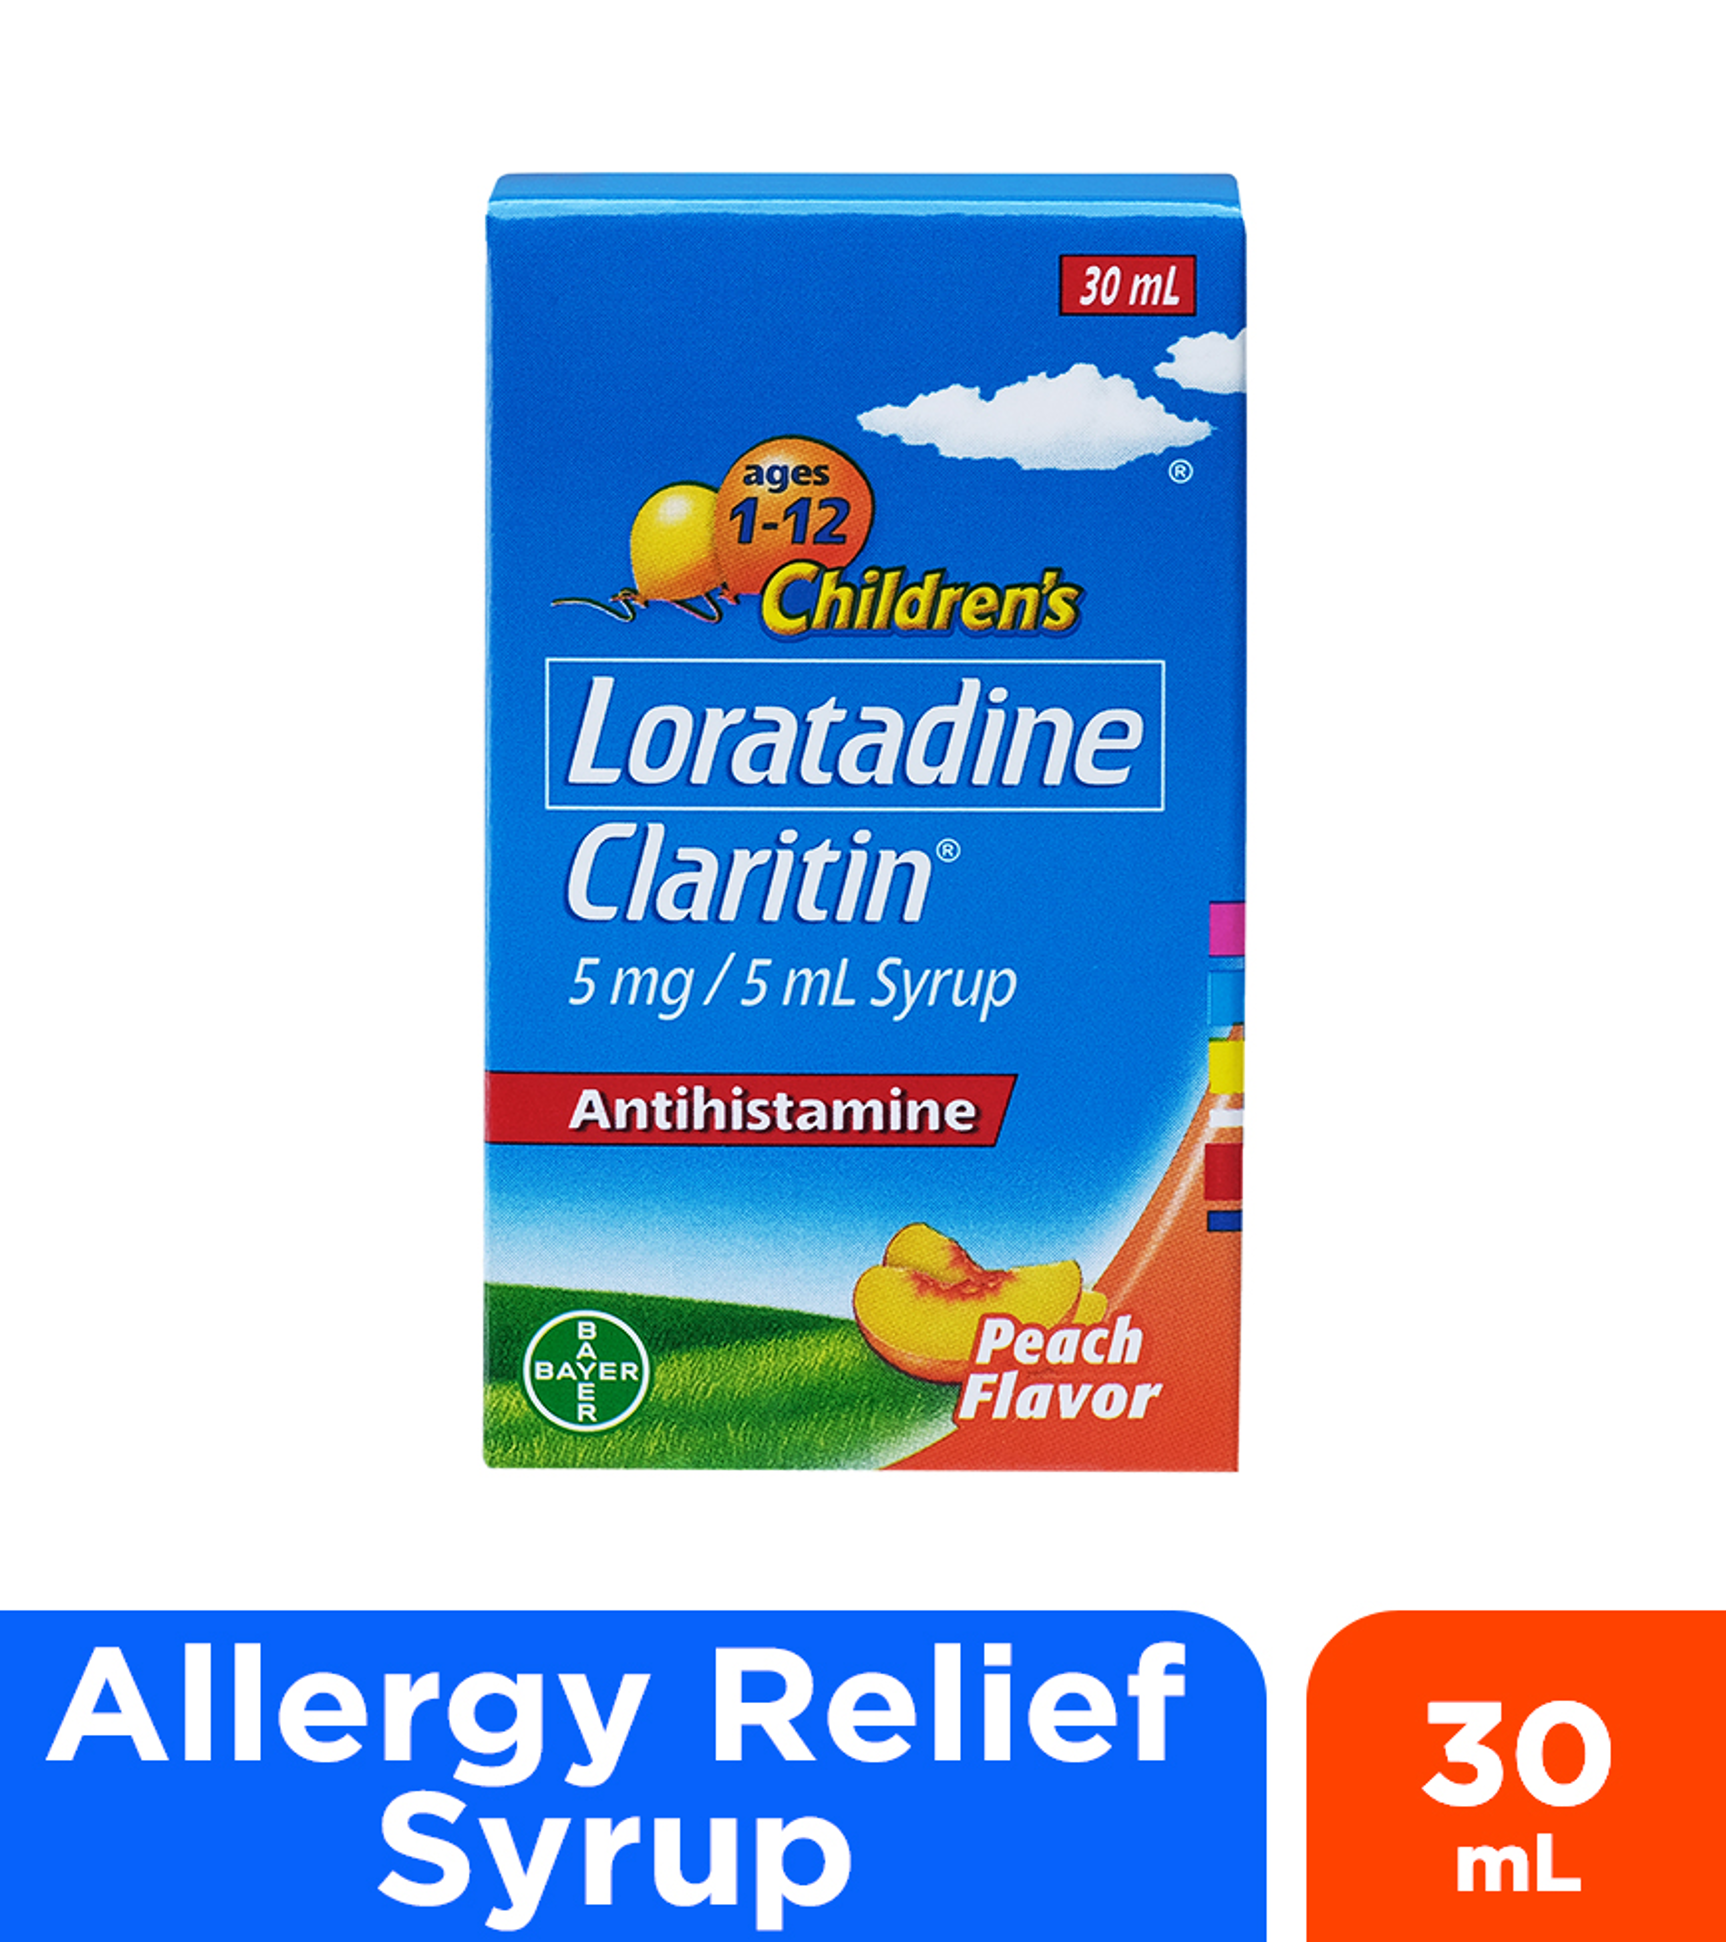 30 mL
®
ages
1-12
Children's
Loratadine
Claritin®
5 mg / 5 mL Syrup
Antihistamine
BAYER
BAYER
Peach
Flavor
Allergy Relief
Syrup
30
mL